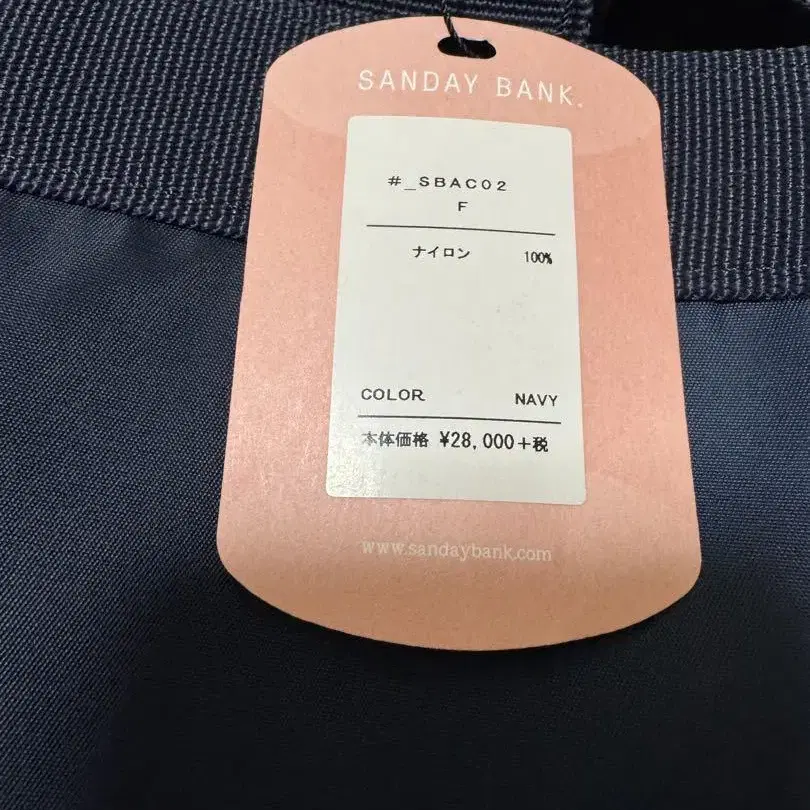 SANDAY BANK.
#_SBAC02
F
ナイロン 100%
COLOR NAVY
本体価格 ¥28,000+税
www.sandaybank.com